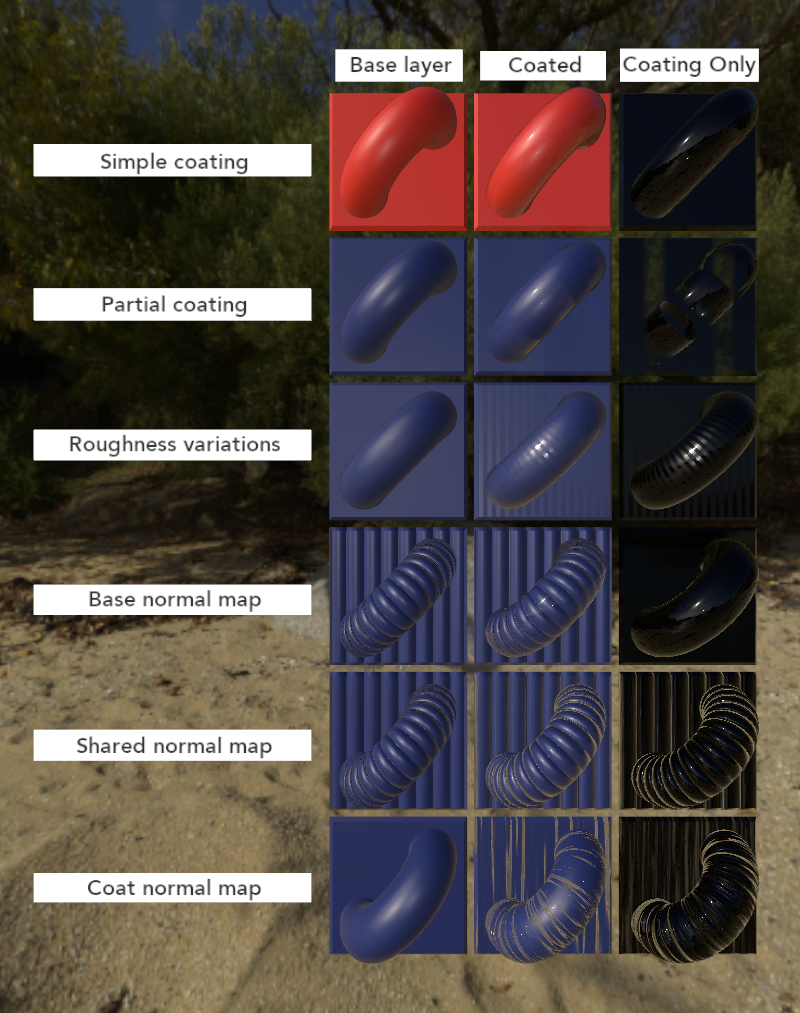 Base layer
Coated
Coating Only
Simple coating
Partial coating
Roughness variations
Base normal map
Shared normal map
Coat normal map